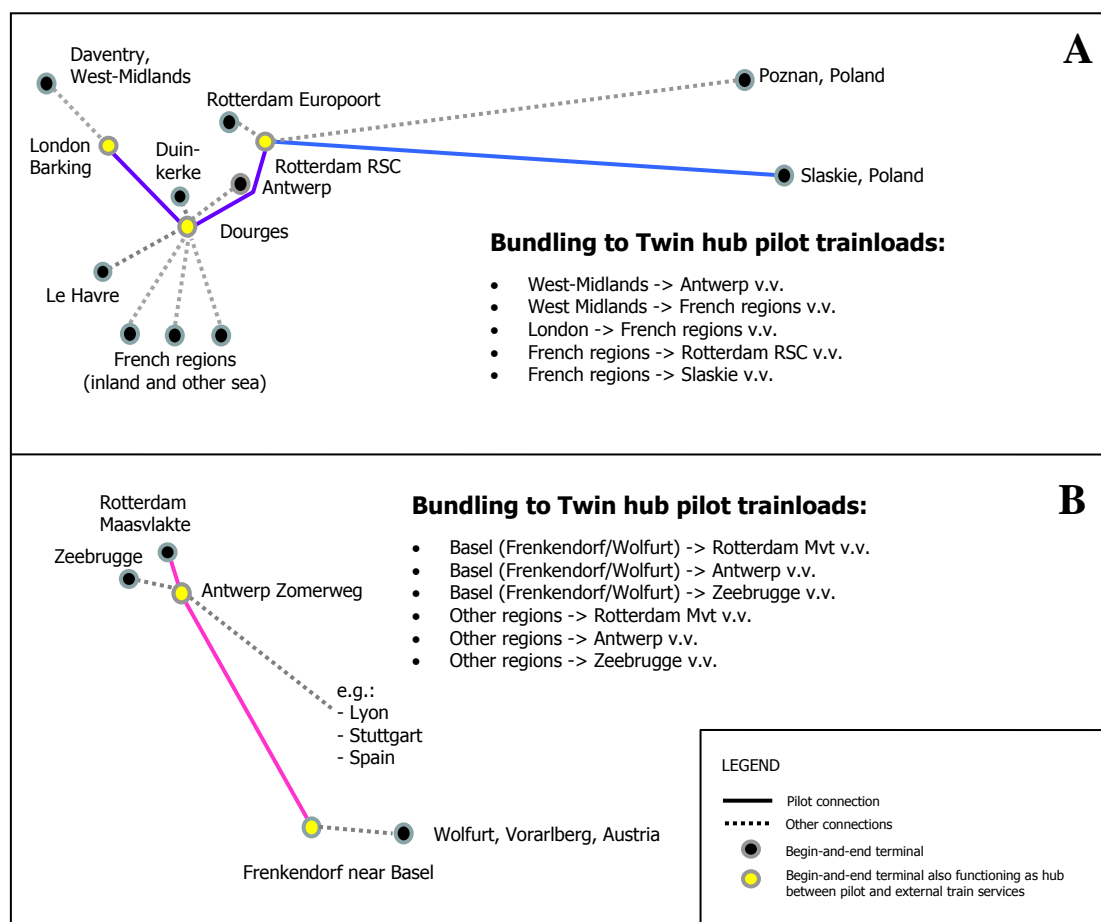 A
Daventry,
West-Midlands
Rotterdam Europoort
Poznan, Poland
London
Barking
Duin-
kerke
Rotterdam RSC
Antwerp
Slaskie, Poland
Dourges
Le Havre
French regions
(inland and other sea)
Bundling to Twin hub pilot trainloads:
• West-Midlands -> Antwerp v.v.
• West Midlands -> French regions v.v.
• London -> French regions v.v.
• French regions -> Rotterdam RSC v.v.
• French regions -> Slaskie v.v.
B
Rotterdam
Maasvlakte
Zeebrugge
Antwerp Zomerweg
Bundling to Twin hub pilot trainloads:
• Basel (Frenkendorf/Wolfurt) -> Rotterdam Mvt v.v.
• Basel (Frenkendorf/Wolfurt) -> Antwerp v.v.
• Basel (Frenkendorf/Wolfurt) -> Zeebrugge v.v.
• Other regions -> Rotterdam Mvt v.v.
• Other regions -> Antwerp v.v.
• Other regions -> Zeebrugge v.v.
e.g.:
- Lyon
- Stuttgart
- Spain
Wolfurt, Vorarlberg, Austria
Frenkendorf near Basel
LEGEND
Pilot connection
Other connections
Begin-and-end terminal
Begin-and-end terminal also functioning as hub
between pilot and external train services